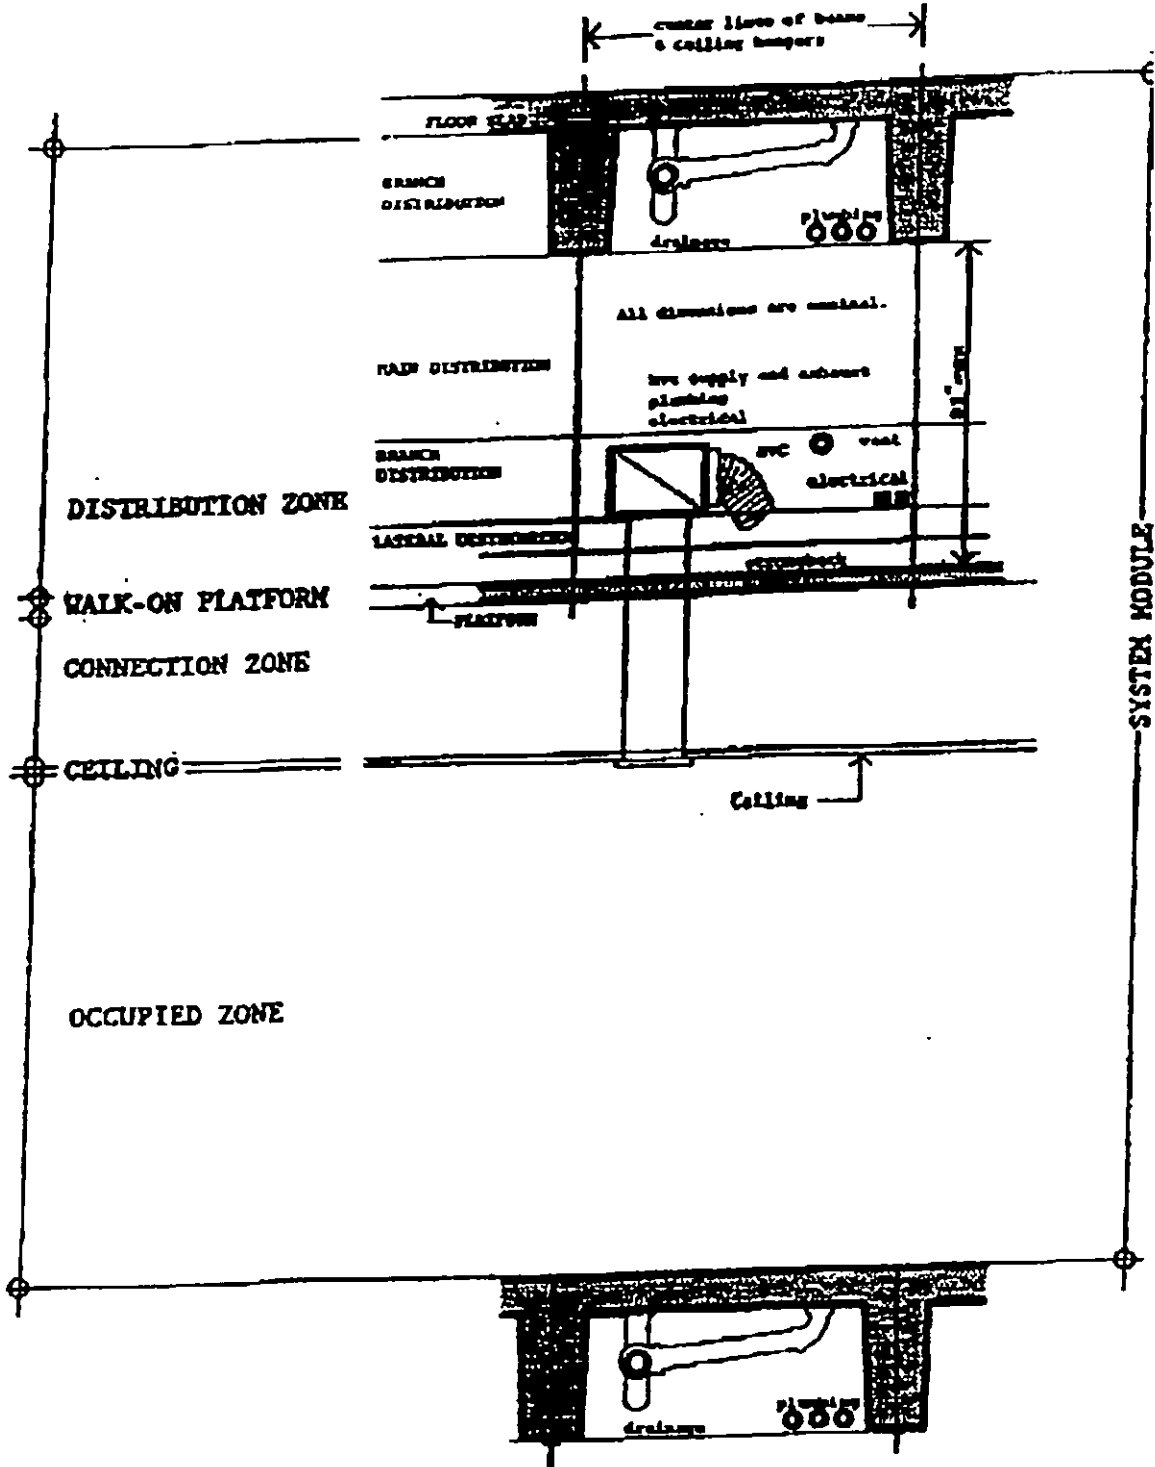 center lines of beams
& ceiling hangers
FLOOR SLAB
BRANCH
DISTRIBUTION
plumbing
drainage
All dimensions are nominal.
MAIN DISTRIBUTION
hvc supply and exhaust
plumbing
electrical
BRANCH
DISTRIBUTION
HVC
vent
electrical
DISTRIBUTION ZONE
LATERAL DISTRIBUTION
WALK-ON PLATFORM
PLATFORM
CONNECTION ZONE
SYSTEM MODULE
CEILING
Ceiling
OCCUPIED ZONE
plumbing
drainage